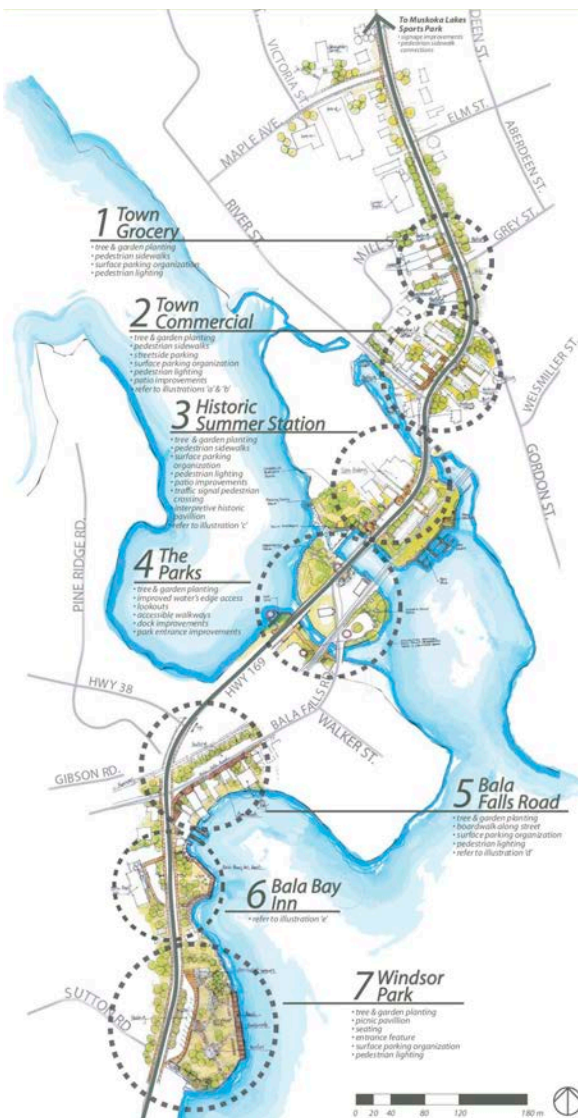 To Muskoka Lakes
Sports Park
• signage improvements
• pedestrian sidewalk
connections
VICTORIA ST.
ABERDEEN ST.
MAPLE AVE.
ELM ST.
ABERDEEN ST.
RIVER ST.
MILL S
GREY ST.
1 Town
Grocery
• tree & garden planting
• pedestrian sidewalks
• surface parking organization
• pedestrian lighting
2 Town
Commercial
• tree & garden planting
• pedestrian sidewalks
• streetside parking
• surface parking organization
• pedestrian lighting
• patio improvements
• refer to illustrations 'a' & 'b'
WEISMILLER ST.
GORDON ST.
3 Historic
Summer Station
• tree & garden planting
• pedestrian sidewalks
• surface parking
organization
• pedestrian lighting
• patio improvements
• traffic signal pedestrian
crossing
• interpretive historic
pavillion
• refer to illustration 'c'
PINE RIDGE RD.
4 The
Parks
• tree & garden planting
• improved water's edge access
• lookouts
• accessible walkways
• dock improvements
• park entrance improvements
HWY 169
HWY 38
BALA FALLS RD
WALKER ST.
GIBSON RD.
5 Bala
Falls Road
• tree & garden planting
• boardwalk along street
• surface parking organization
• pedestrian lighting
• refer to illustration 'd'
6 Bala Bay
Inn
• refer to illustration 'e'
SUTTON RD
7 Windsor
Park
• tree & garden planting
• picnic pavillion
• seating
• entrance feature
• surface parking organization
• pedestrian lighting
0 20 40 80 120 180 m